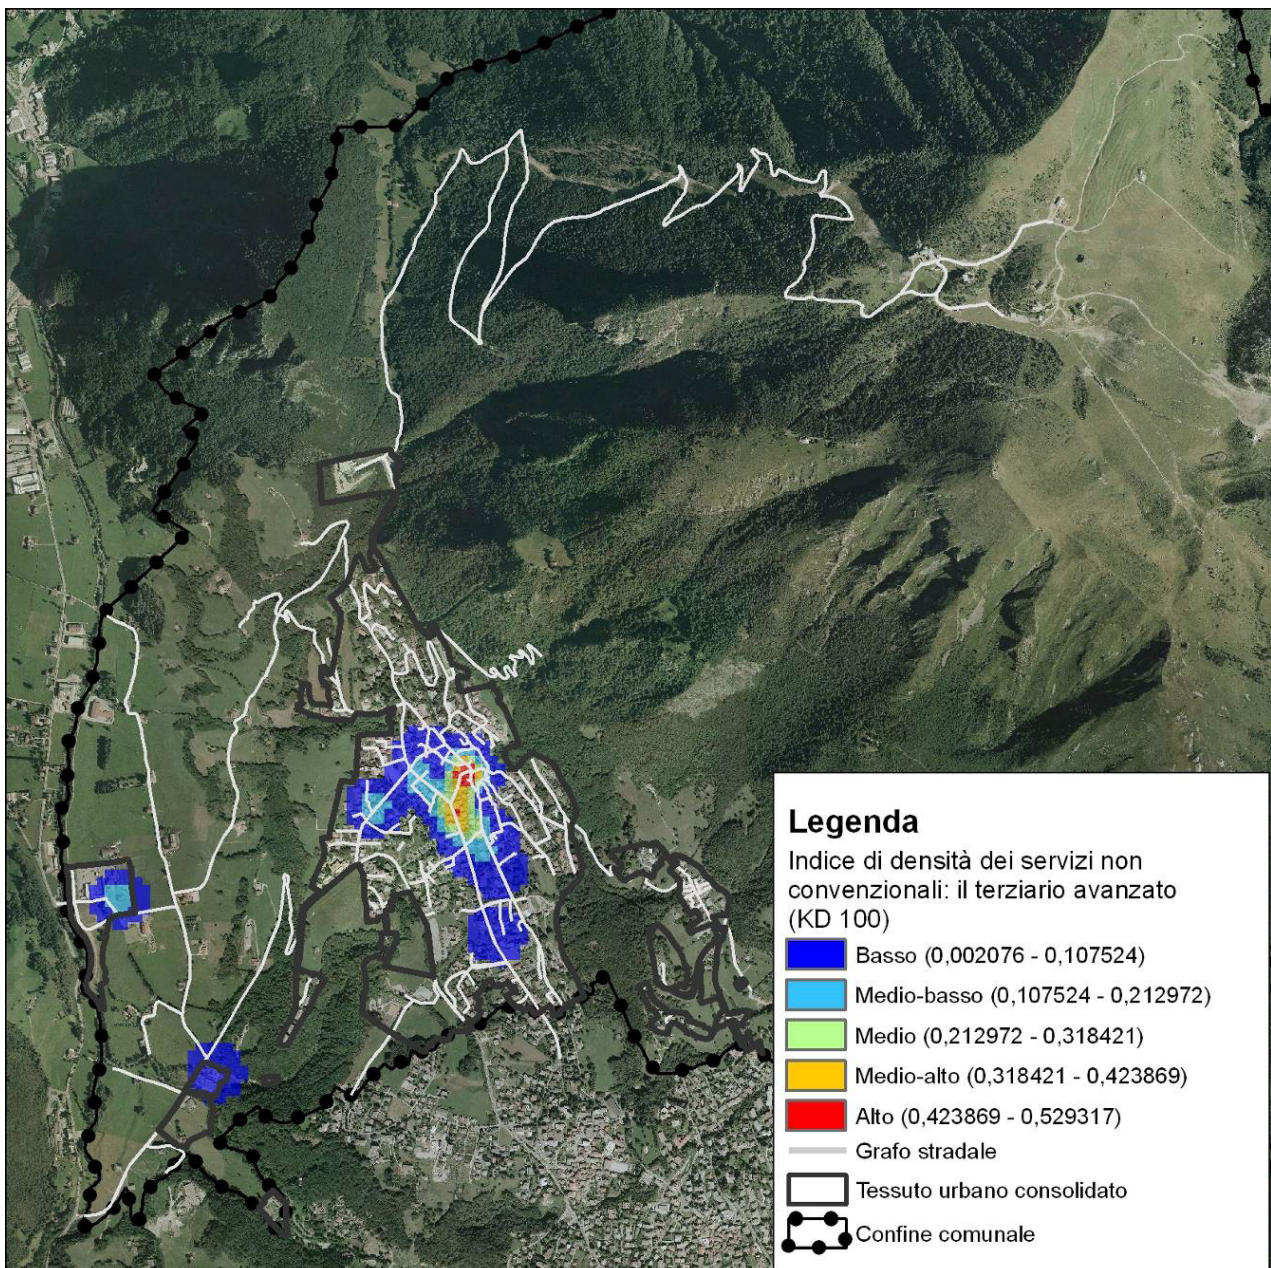 Legenda
Indice di densità dei servizi non
convenzionali: il terziario avanzato
(KD 100)
Basso (0,002076 - 0,107524)
Medio-basso (0,107524 - 0,212972)
Medio (0,212972 - 0,318421)
Medio-alto (0,318421 - 0,423869)
Alto (0,423869 - 0,529317)
Grafo stradale
Tessuto urbano consolidato
Confine comunale